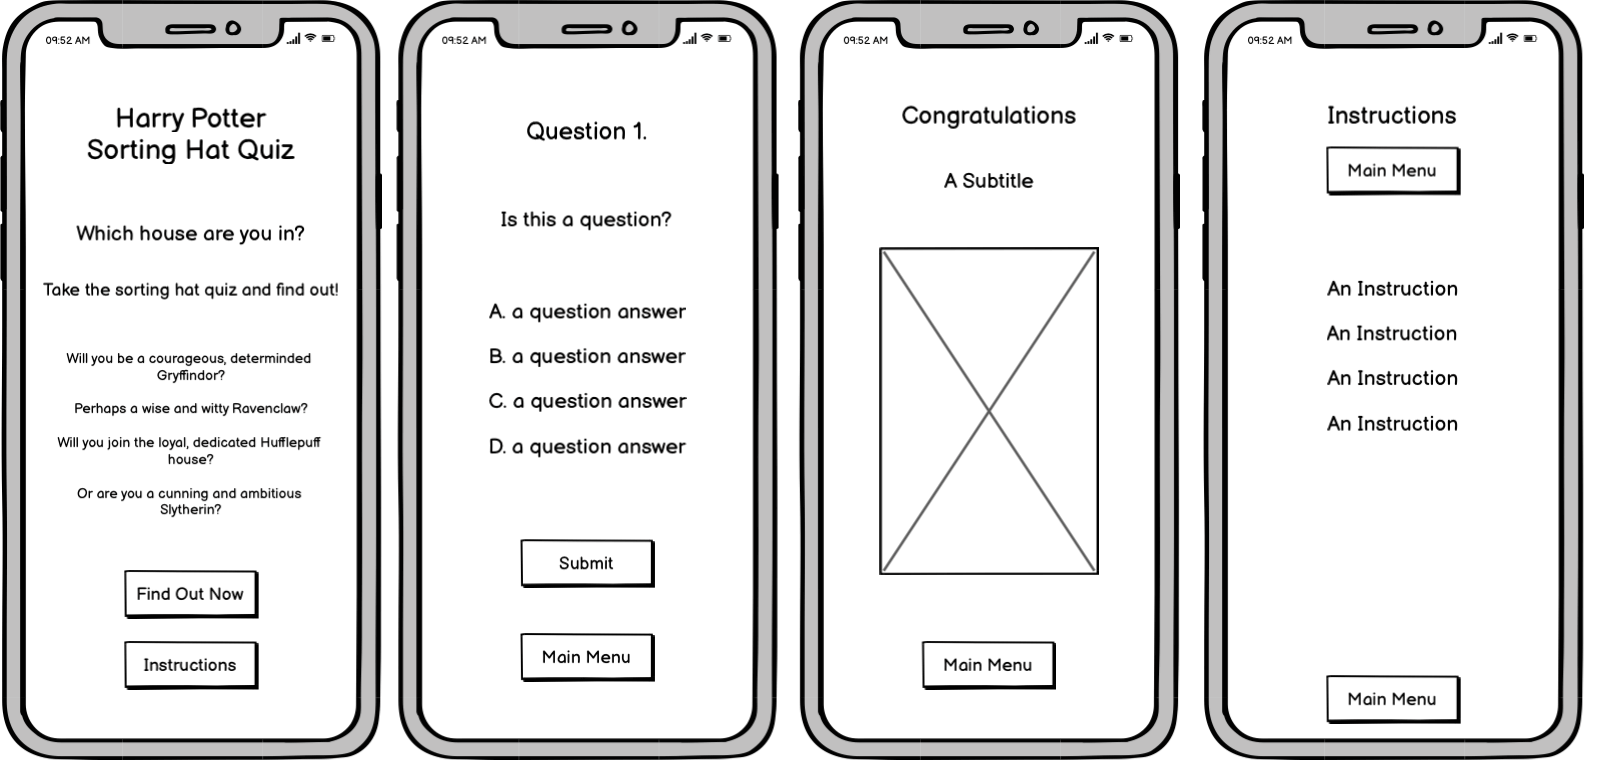 09:52 AM
Harry Potter
Sorting Hat Quiz
Which house are you in?
Take the sorting hat quiz and find out!
Will you be a courageous, determinded
Gryffindor?
Perhaps a wise and witty Ravenclaw?
Will you join the loyal, dedicated Hufflepuff
house?
Or are you a cunning and ambitious
Slytherin?
Find Out Now
Instructions
09:52 AM
Question 1.
Is this a question?
A. a question answer
B. a question answer
C. a question answer
D. a question answer
Submit
Main Menu
09:52 AM
Congratulations
A Subtitle
Main Menu
09:52 AM
Instructions
Main Menu
An Instruction
An Instruction
An Instruction
An Instruction
Main Menu